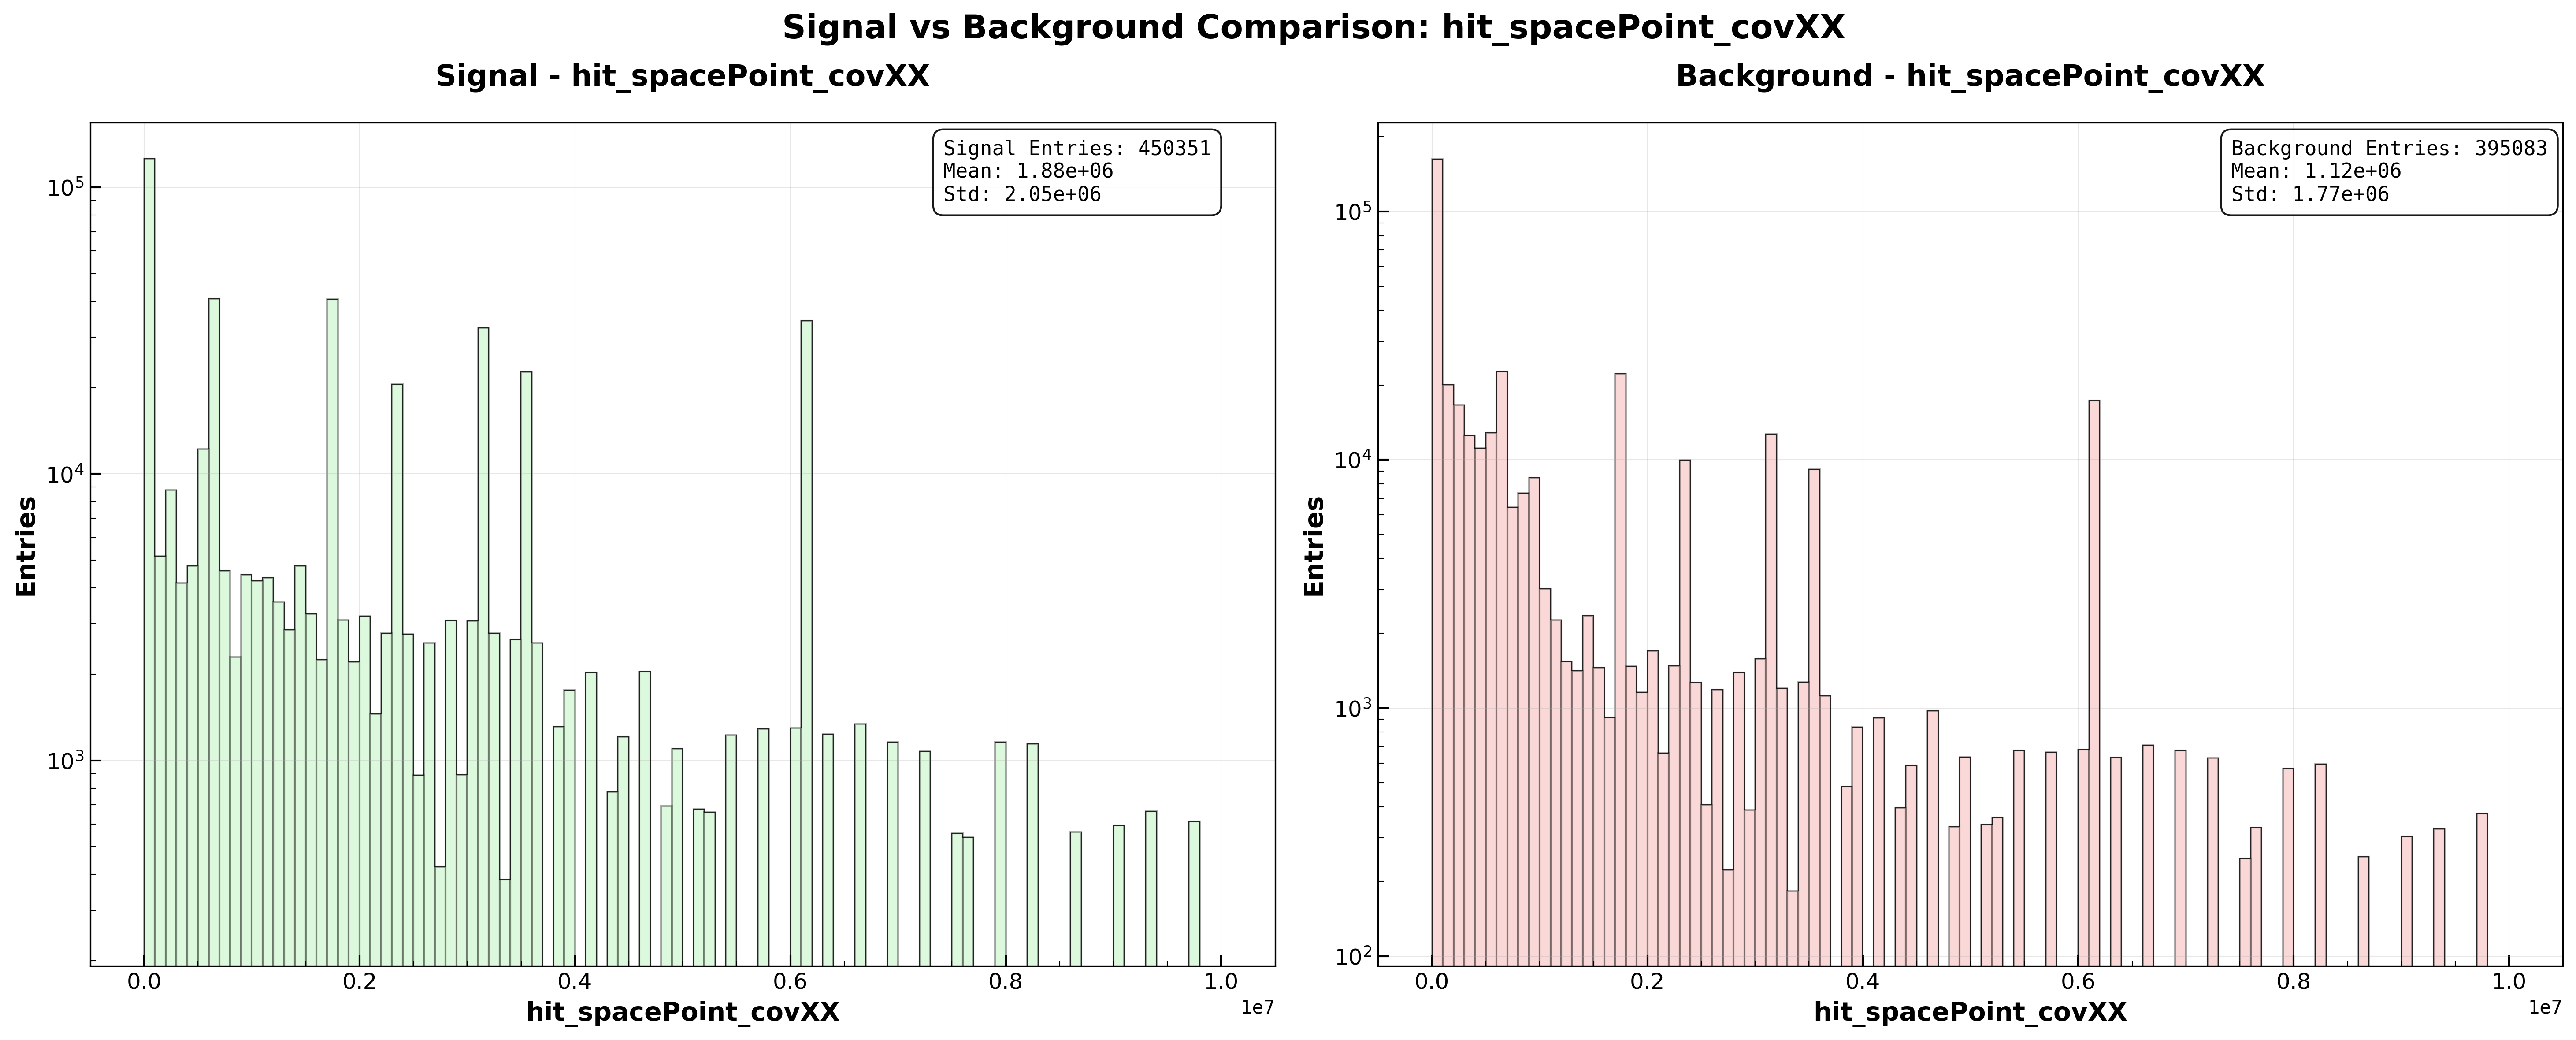 Signal vs Background Comparison: hit_spacePoint_covXX
Signal - hit_spacePoint_covXX
Signal Entries: 450351
Mean: 1.88e+06
Std: 2.05e+06
Entries
10^5
10^4
10^3
0.0 0.2 0.4 0.6 0.8 1.0
1e7
hit_spacePoint_covXX
Background - hit_spacePoint_covXX
Background Entries: 395083
Mean: 1.12e+06
Std: 1.77e+06
Entries
10^5
10^4
10^3
10^2
0.0 0.2 0.4 0.6 0.8 1.0
1e7
hit_spacePoint_covXX